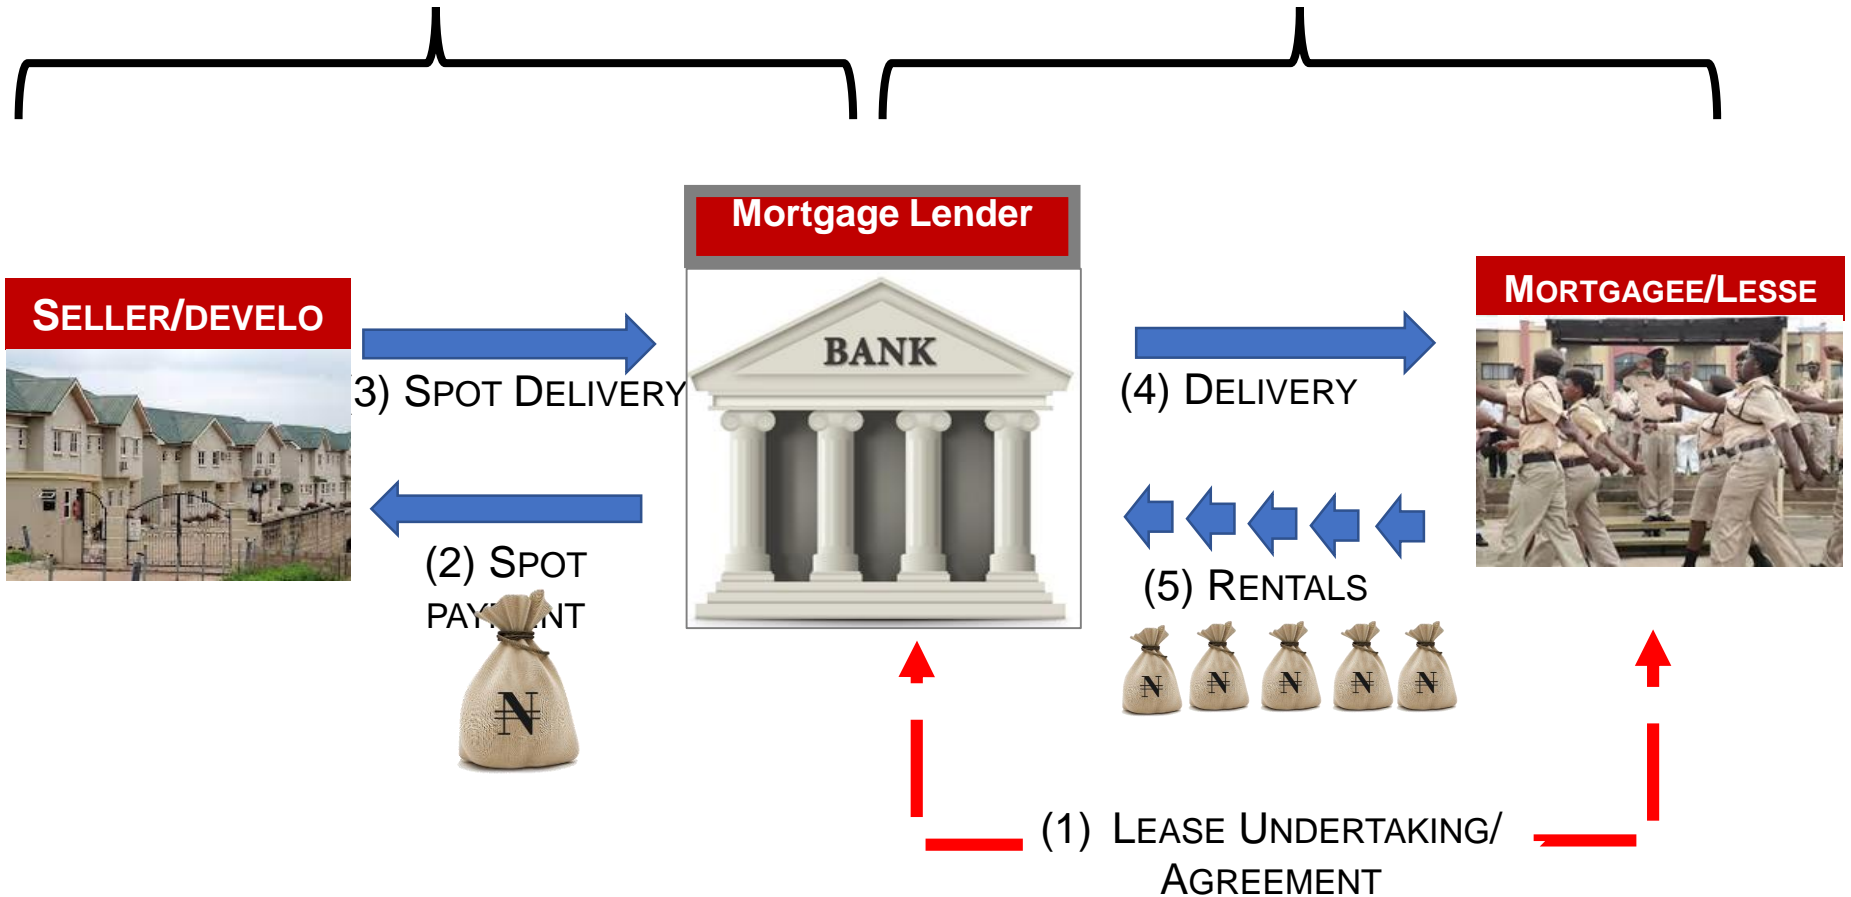 Mortgage Lender
SELLER/DEVELO
MORTGAGEE/LESSE
BANK
(3) SPOT DELIVERY
(4) DELIVERY
(2) SPOT
(5) RENTALS
₦
₦ ₦ ₦ ₦ ₦
(1) LEASE UNDERTAKING/
AGREEMENT